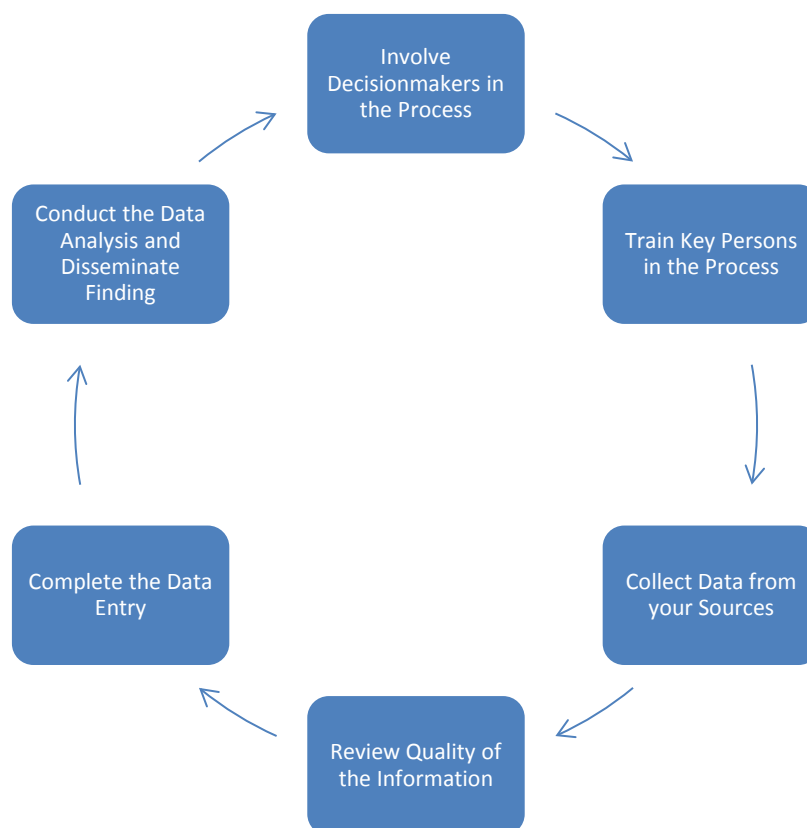 Involve
Decisionmakers in
the Process
Train Key Persons
in the Process
Collect Data from
your Sources
Review Quality of
the Information
Complete the Data
Entry
Conduct the Data
Analysis and
Disseminate
Finding